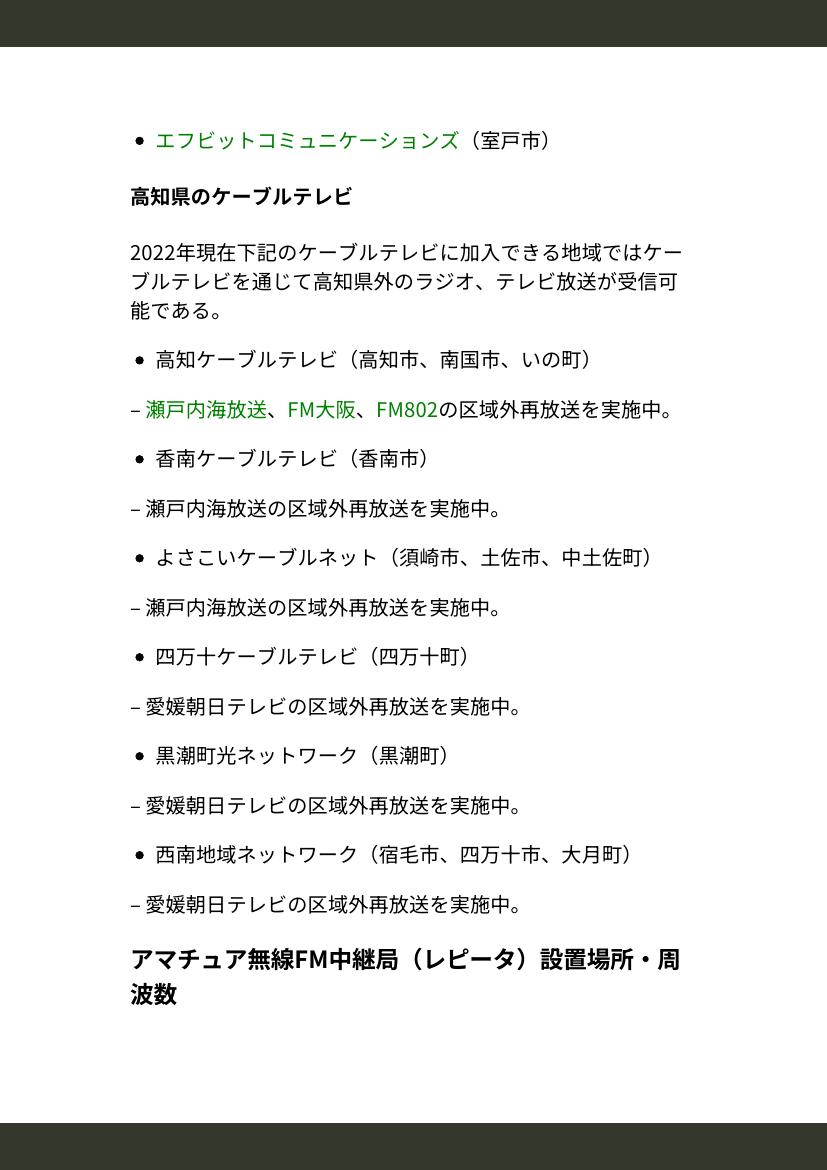 • エフビットコミュニケーションズ（室戸市）
高知県のケーブルテレビ
2022年現在下記のケーブルテレビに加入できる地域ではケー
ブルテレビを通じて高知県外のラジオ、テレビ放送が受信可
能である。
• 高知ケーブルテレビ（高知市、南国市、いの町）
– 瀬戸内海放送、FM大阪、FM802の区域外再放送を実施中。
• 香南ケーブルテレビ（香南市）
– 瀬戸内海放送の区域外再放送を実施中。
• よさこいケーブルネット（須崎市、土佐市、中土佐町）
– 瀬戸内海放送の区域外再放送を実施中。
• 四万十ケーブルテレビ（四万十町）
– 愛媛朝日テレビの区域外再放送を実施中。
• 黒潮町光ネットワーク（黒潮町）
– 愛媛朝日テレビの区域外再放送を実施中。
• 西南地域ネットワーク（宿毛市、四万十市、大月町）
– 愛媛朝日テレビの区域外再放送を実施中。
アマチュア無線FM中継局（レピータ）設置場所・周
波数